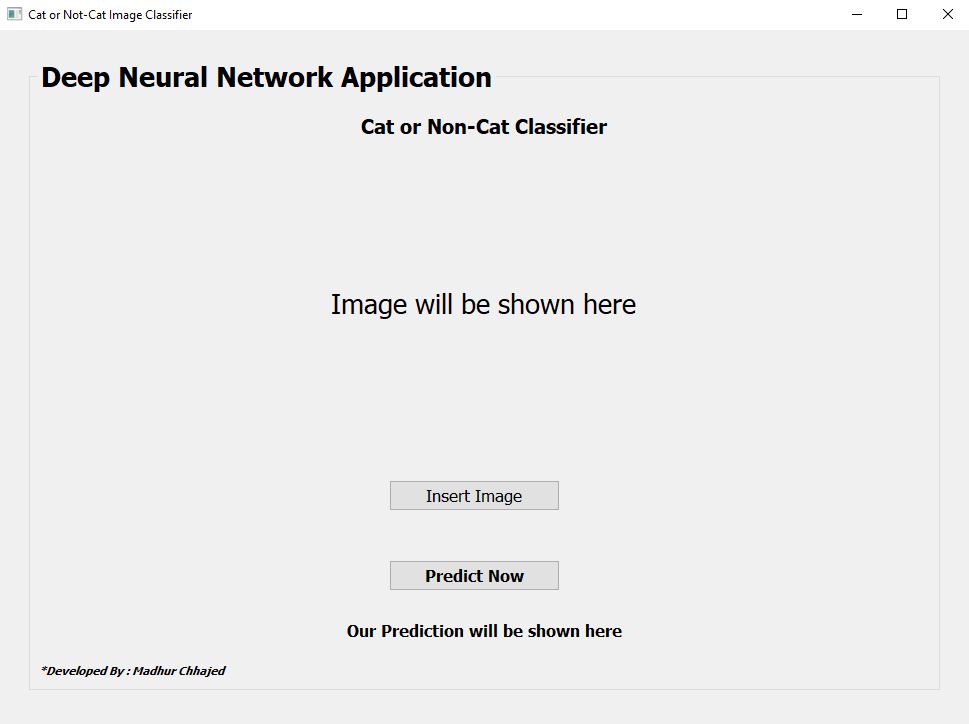 Cat or Not-Cat Image Classifier
Deep Neural Network Application
Cat or Non-Cat Classifier
Image will be shown here
Insert Image
Predict Now
Our Prediction will be shown here
*Developed By : Madhur Chhajed